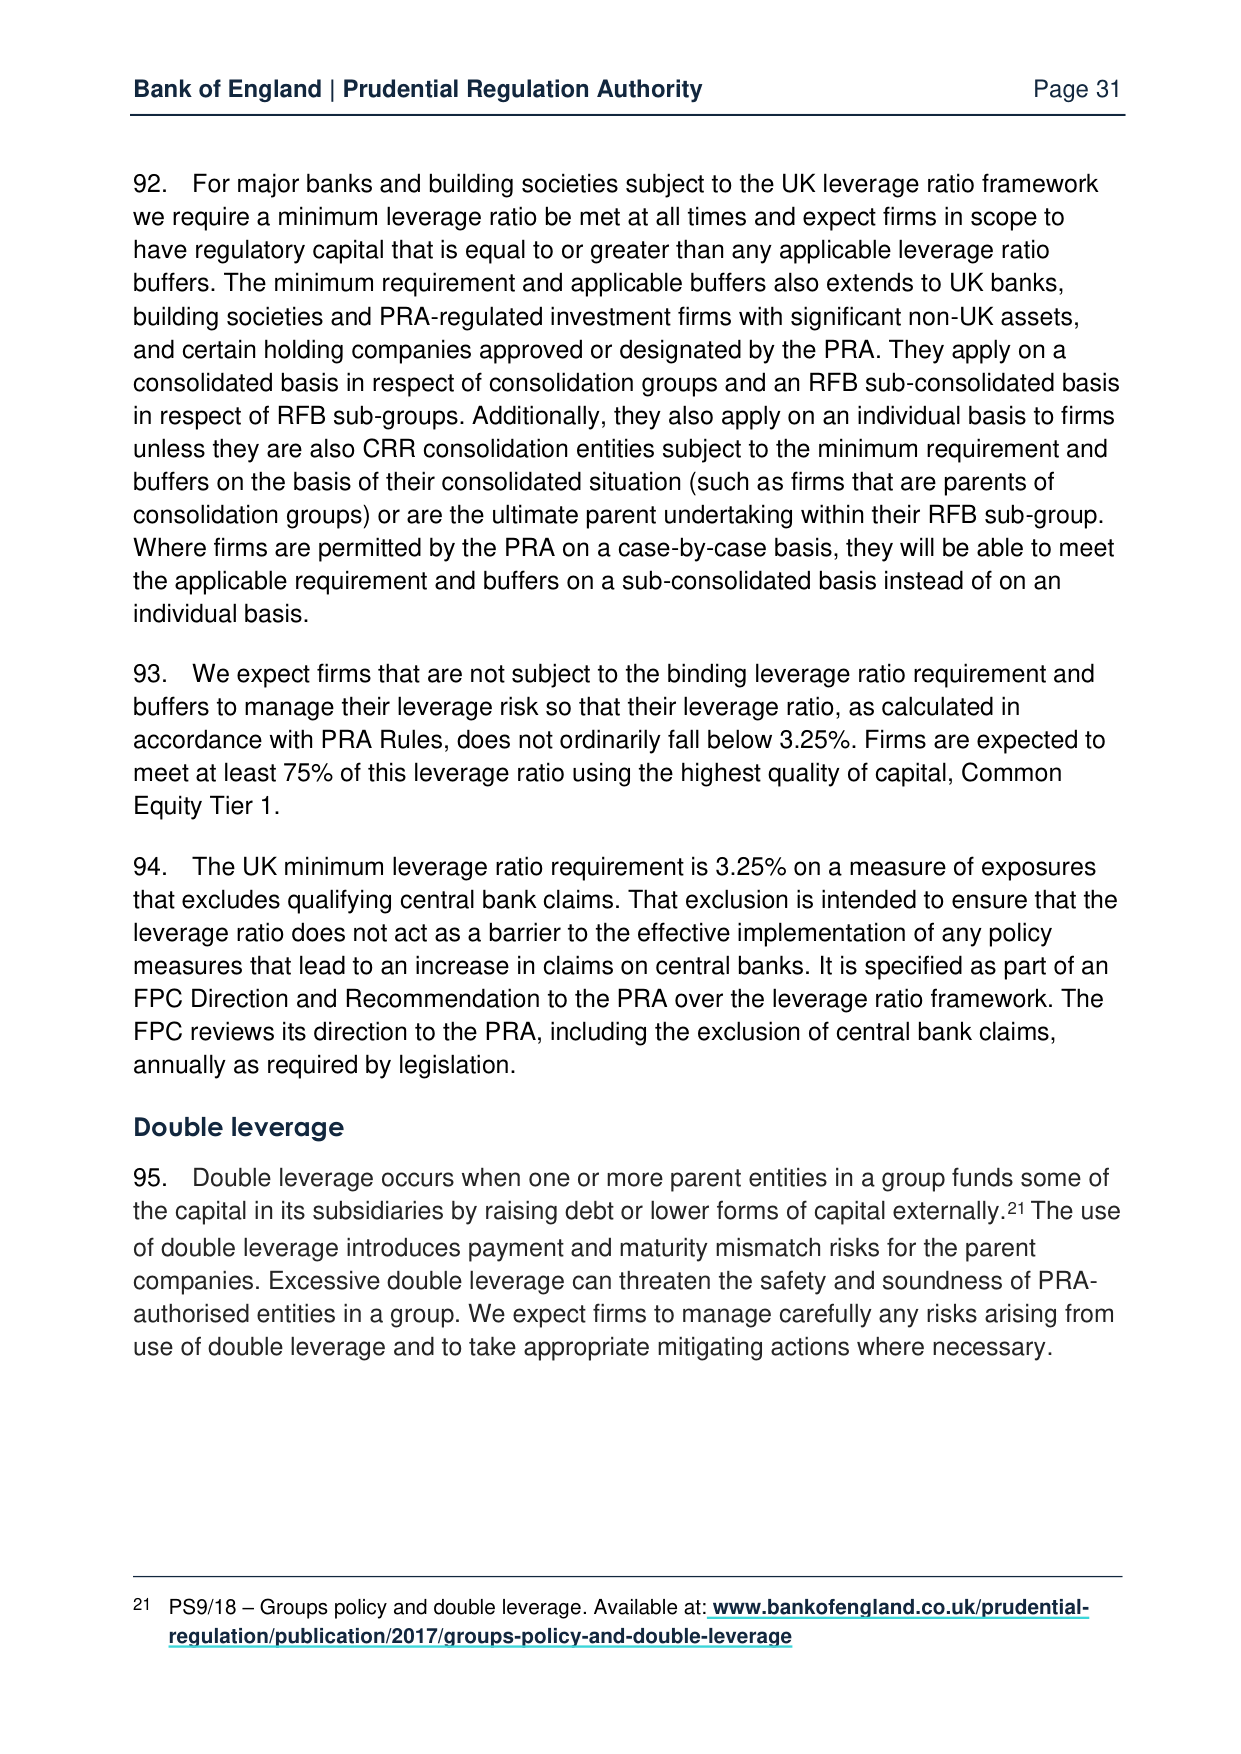 Bank of England | Prudential Regulation Authority Page 31
92. For major banks and building societies subject to the UK leverage ratio framework
we require a minimum leverage ratio be met at all times and expect firms in scope to
have regulatory capital that is equal to or greater than any applicable leverage ratio
buffers. The minimum requirement and applicable buffers also extends to UK banks,
building societies and PRA-regulated investment firms with significant non-UK assets,
and certain holding companies approved or designated by the PRA. They apply on a
consolidated basis in respect of consolidation groups and an RFB sub-consolidated basis
in respect of RFB sub-groups. Additionally, they also apply on an individual basis to firms
unless they are also CRR consolidation entities subject to the minimum requirement and
buffers on the basis of their consolidated situation (such as firms that are parents of
consolidation groups) or are the ultimate parent undertaking within their RFB sub-group.
Where firms are permitted by the PRA on a case-by-case basis, they will be able to meet
the applicable requirement and buffers on a sub-consolidated basis instead of on an
individual basis.
93. We expect firms that are not subject to the binding leverage ratio requirement and
buffers to manage their leverage risk so that their leverage ratio, as calculated in
accordance with PRA Rules, does not ordinarily fall below 3.25%. Firms are expected to
meet at least 75% of this leverage ratio using the highest quality of capital, Common
Equity Tier 1.
94. The UK minimum leverage ratio requirement is 3.25% on a measure of exposures
that excludes qualifying central bank claims. That exclusion is intended to ensure that the
leverage ratio does not act as a barrier to the effective implementation of any policy
measures that lead to an increase in claims on central banks. It is specified as part of an
FPC Direction and Recommendation to the PRA over the leverage ratio framework. The
FPC reviews its direction to the PRA, including the exclusion of central bank claims,
annually as required by legislation.
Double leverage
95. Double leverage occurs when one or more parent entities in a group funds some of
the capital in its subsidiaries by raising debt or lower forms of capital externally.21 The use
of double leverage introduces payment and maturity mismatch risks for the parent
companies. Excessive double leverage can threaten the safety and soundness of PRA-
authorised entities in a group. We expect firms to manage carefully any risks arising from
use of double leverage and to take appropriate mitigating actions where necessary.
21 PS9/18 – Groups policy and double leverage. Available at: www.bankofengland.co.uk/prudential-
regulation/publication/2017/groups-policy-and-double-leverage